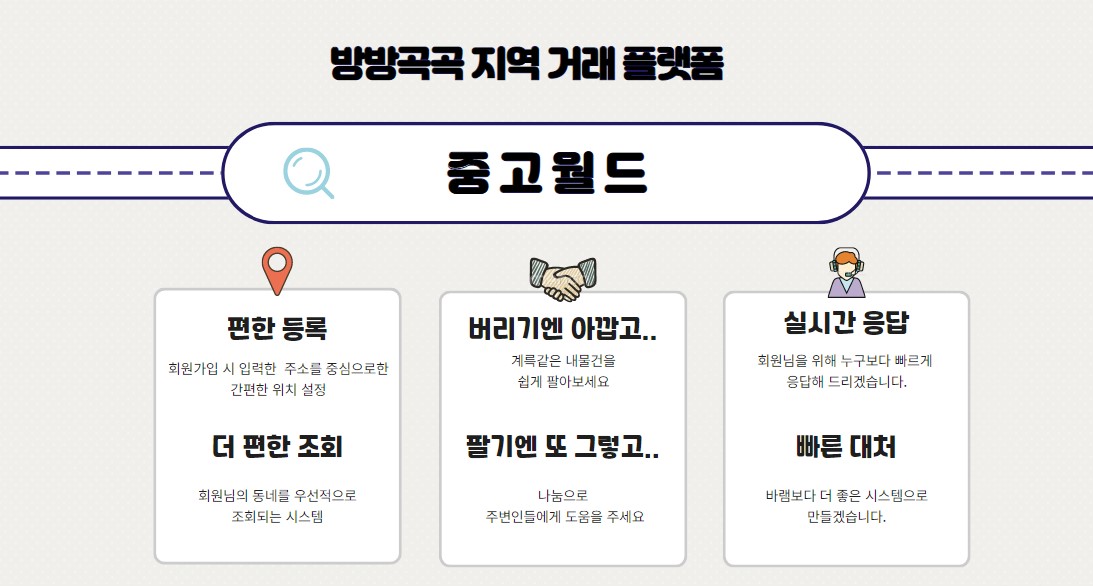 방방곡곡 지역 거래 플랫폼
중고월드
편한 등록
회원가입 시 입력한 주소를 중심으로한
간편한 위치 설정
더 편한 조회
회원님의 동네를 우선적으로
조회되는 시스템
버리기엔 아깝고..
계륵같은 내물건을
쉽게 팔아보세요
팔기엔 또 그렇고..
나눔으로
주변인들에게 도움을 주세요
실시간 응답
회원님을 위해 누구보다 빠르게
응답해 드리겠습니다.
빠른 대처
바램보다 더 좋은 시스템으로
만들겠습니다.